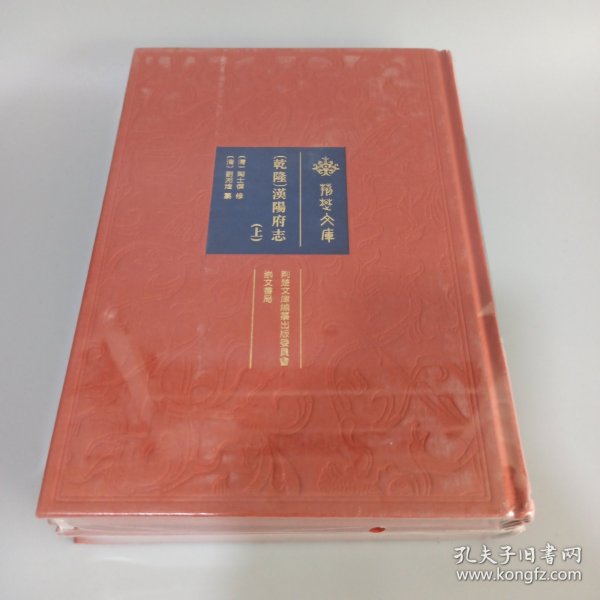 荆楚文庫
（乾隆）漢陽府志
（上）
（清）陶士偰 修
（清）劉湘煃 纂
荆楚文庫編纂出版委員會
崇文書局
孔夫子旧书网
www.kongfz.com